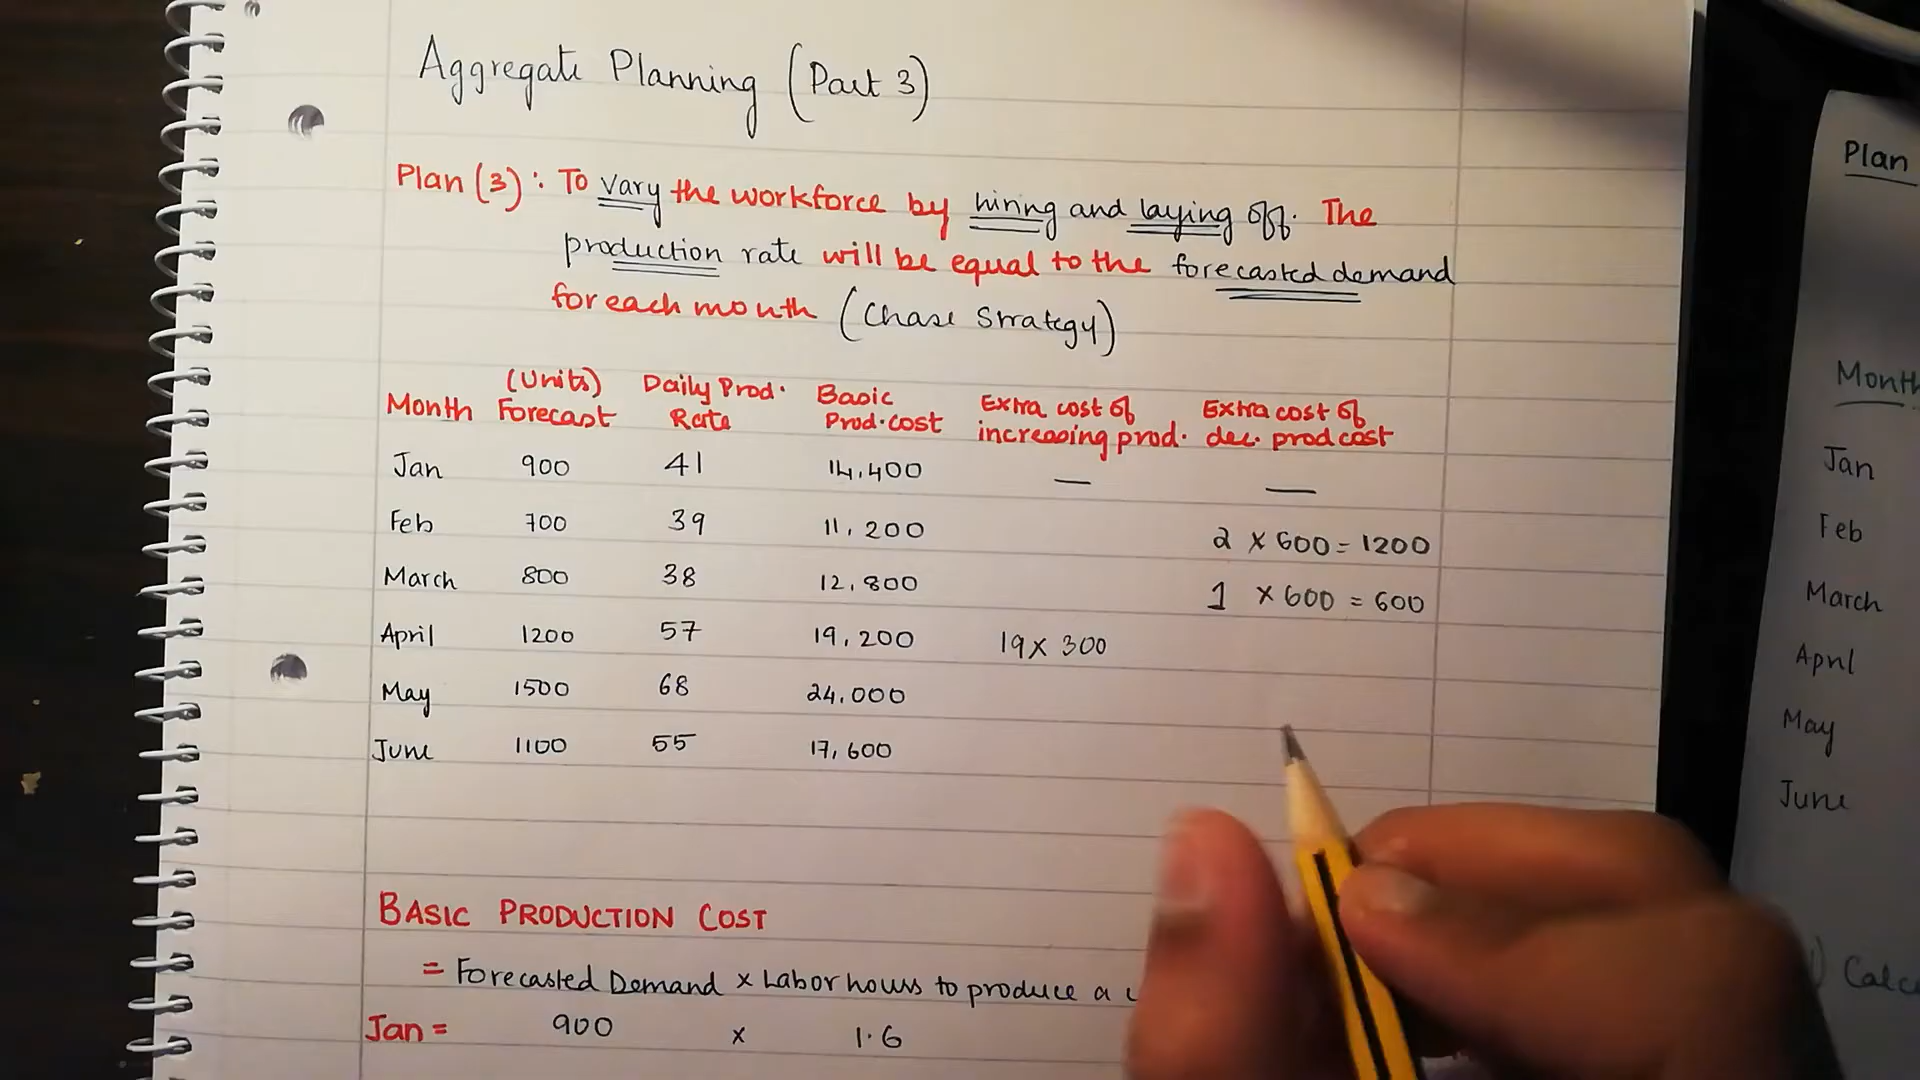 Aggregate Planning (Part 3)
Plan (3): To vary the workforce by hiring and laying off. The
production rate will be equal to the forecasted demand
for each month (Chase Strategy)
Month (Units) Forecast Daily Prod. Rate Basic Prod. cost Extra cost of increasing prod. Extra cost of dec. prod cost
Jan 900 41 14,400 — —
Feb 700 39 11,200 2 × 600 = 1200
March 800 38 12,800 1 × 600 = 600
April 1200 57 19,200 19 × 300
May 1500 68 24,000
June 1100 55 17,600
BASIC PRODUCTION COST
= Forecasted Demand × Labor hours to produce a
Jan = 900 × 1.6
Plan
Month
Jan
Feb
March
April
May
June